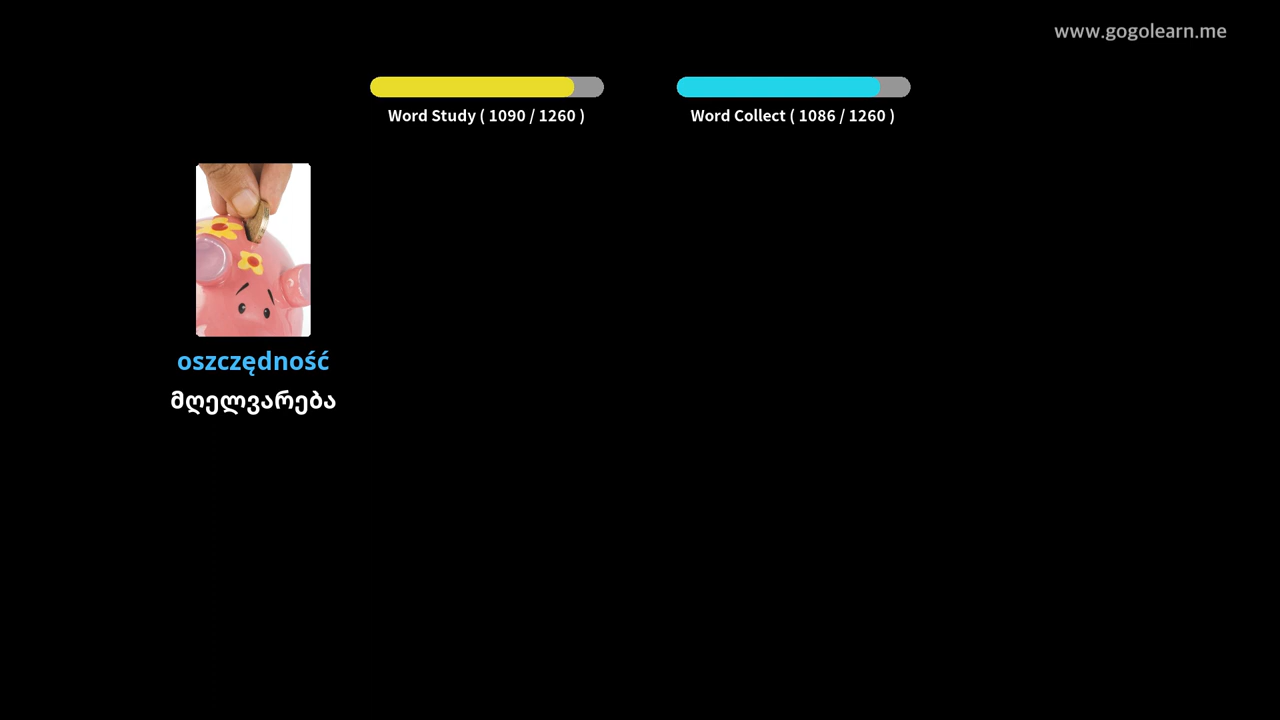 www.gogolearn.me
Word Study ( 1090 / 1260 )
Word Collect ( 1086 / 1260 )
oszczędność
მღელვარება